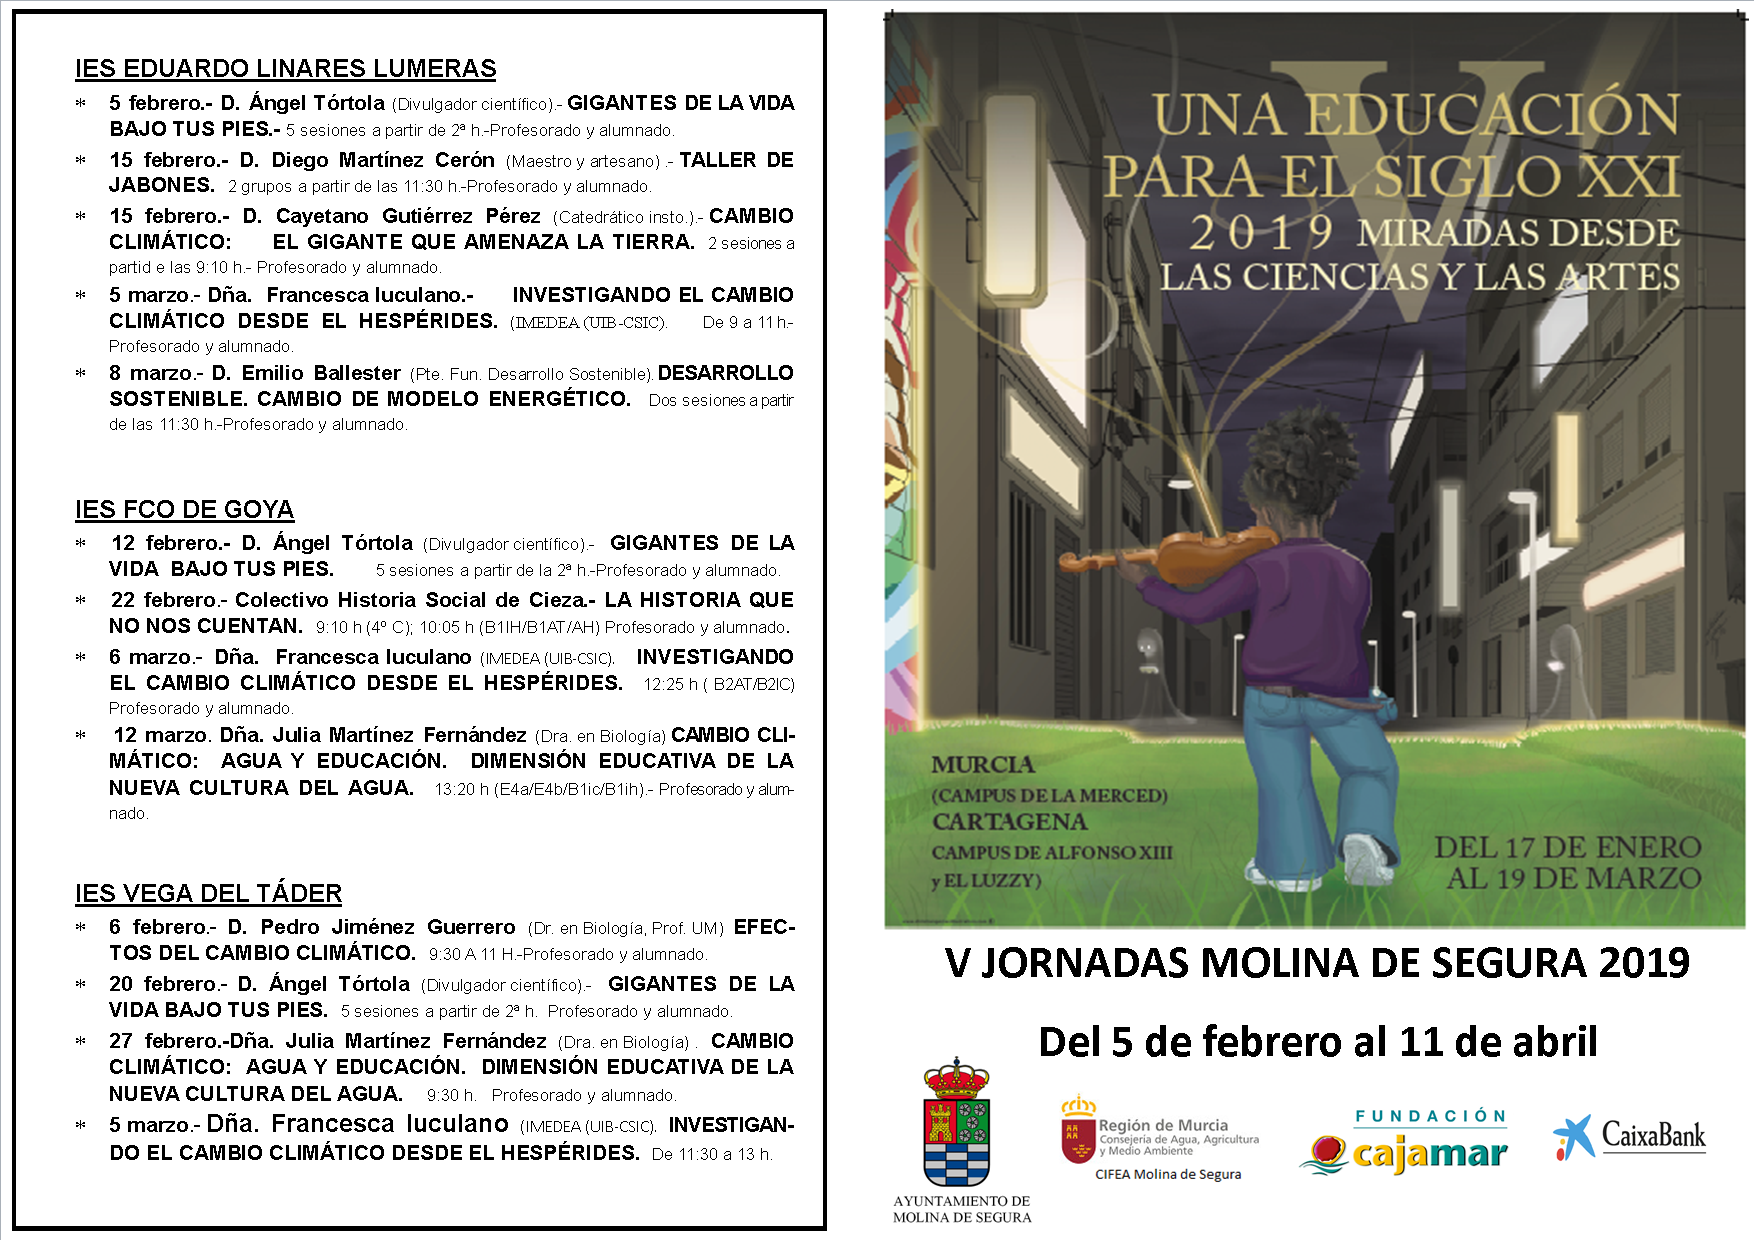 IES EDUARDO LINARES LUMERAS
* 5 febrero.- D. Ángel Tórtola (Divulgador científico).- GIGANTES DE LA VIDA
BAJO TUS PIES.- 5 sesiones a partir de 2ª h.-Profesorado y alumnado.
* 15 febrero.- D. Diego Martínez Cerón (Maestro y artesano) .- TALLER DE
JABONES. 2 grupos a partir de las 11:30 h.-Profesorado y alumnado.
* 15 febrero.- D. Cayetano Gutiérrez Pérez (Catedrático insto.).- CAMBIO
CLIMÁTICO: EL GIGANTE QUE AMENAZA LA TIERRA. 2 sesiones a
partid e las 9:10 h.- Profesorado y alumnado.
* 5 marzo.- Dña. Francesca Iuculano.- INVESTIGANDO EL CAMBIO
CLIMÁTICO DESDE EL HESPÉRIDES. (IMEDEA (UIB-CSIC). De 9 a 11 h.-
Profesorado y alumnado.
* 8 marzo.- D. Emilio Ballester (Pte. Fun. Desarrollo Sostenible). DESARROLLO
SOSTENIBLE. CAMBIO DE MODELO ENERGÉTICO. Dos sesiones a partir
de las 11:30 h.-Profesorado y alumnado.
IES FCO DE GOYA
* 12 febrero.- D. Ángel Tórtola (Divulgador científico).- GIGANTES DE LA
VIDA BAJO TUS PIES. 5 sesiones a partir de la 2ª h.-Profesorado y alumnado.
* 22 febrero.- Colectivo Historia Social de Cieza.- LA HISTORIA QUE
NO NOS CUENTAN. 9:10 h (4º C); 10:05 h (B1IH/B1AT/AH) Profesorado y alumnado.
* 6 marzo.- Dña. Francesca Iuculano (IMEDEA (UIB-CSIC). INVESTIGANDO
EL CAMBIO CLIMÁTICO DESDE EL HESPÉRIDES. 12:25 h ( B2AT/B2IC)
Profesorado y alumnado.
* 12 marzo. Dña. Julia Martínez Fernández (Dra. en Biología) CAMBIO CLI-
MÁTICO: AGUA Y EDUCACIÓN. DIMENSIÓN EDUCATIVA DE LA
NUEVA CULTURA DEL AGUA. 13:20 h (E4a/E4b/B1ic/B1ih).- Profesorado y alum-
nado.
IES VEGA DEL TÁDER
* 6 febrero.- D. Pedro Jiménez Guerrero (Dr. en Biología, Prof. UM) EFEC-
TOS DEL CAMBIO CLIMÁTICO. 9:30 A 11 H.-Profesorado y alumnado.
* 20 febrero.- D. Ángel Tórtola (Divulgador científico).- GIGANTES DE LA
VIDA BAJO TUS PIES. 5 sesiones a partir de 2ª h. Profesorado y alumnado.
* 27 febrero.-Dña. Julia Martínez Fernández (Dra. en Biología) . CAMBIO
CLIMÁTICO: AGUA Y EDUCACIÓN. DIMENSIÓN EDUCATIVA DE LA
NUEVA CULTURA DEL AGUA. 9:30 h. Profesorado y alumnado.
* 5 marzo.- Dña. Francesca Iuculano (IMEDEA (UIB-CSIC). INVESTIGAN-
DO EL CAMBIO CLIMÁTICO DESDE EL HESPÉRIDES. De 11:30 a 13 h.
V
UNA EDUCACIÓN
PARA EL SIGLO XXI
2019 MIRADAS DESDE
LAS CIENCIAS Y LAS ARTES
MURCIA
(CAMPUS DE LA MERCED)
CARTAGENA
CAMPUS DE ALFONSO XIII
y EL LUZZY)
DEL 17 DE ENERO
AL 19 DE MARZO
V JORNADAS MOLINA DE SEGURA 2019
Del 5 de febrero al 11 de abril
AYUNTAMIENTO DE
MOLINA DE SEGURA
Región de Murcia
Consejería de Agua, Agricultura
y Medio Ambiente
CIFEA Molina de Segura
FUNDACIÓN
cajamar
CaixaBank